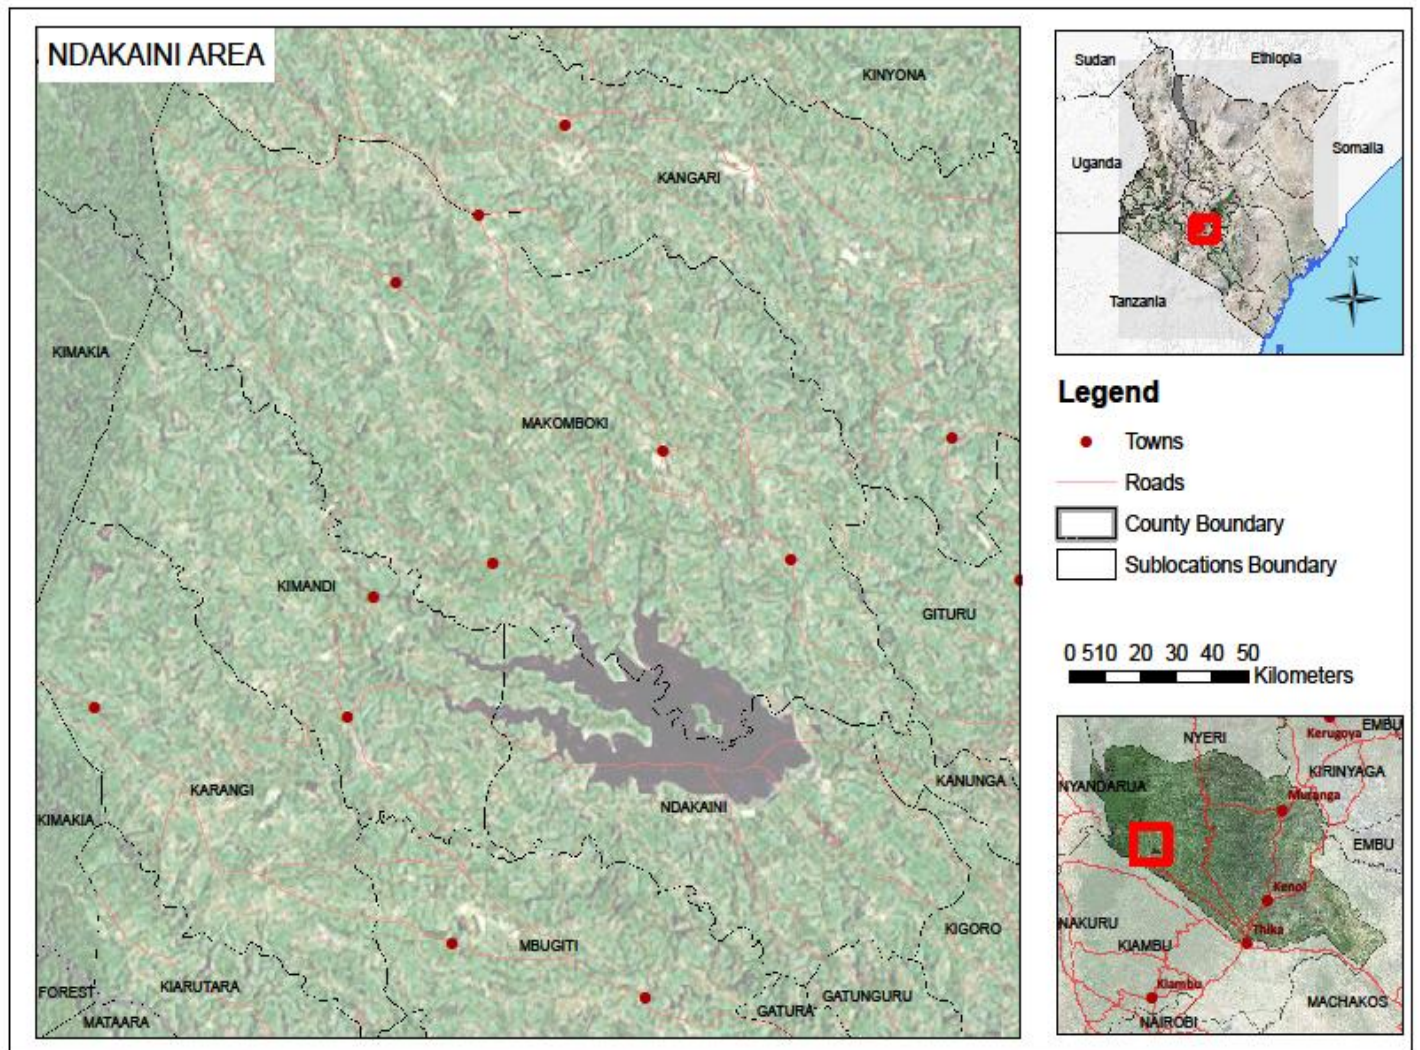 NDAKAINI AREA
KINYONA
KANGARI
KIMAKIA
MAKOMBOKI
KIMANDI
GITURU
KARANGI
KANUNGA
NDAKAINI
KIMAKIA
KIGORO
MBUGITI
FOREST
KIARUTARA
GATUNGURU
GATURA
MATAARA
Sudan
Ethiopia
Somalia
Uganda
N
Tanzania
Legend
Towns
Roads
County Boundary
Sublocations Boundary
0 510 20 30 40 50
Kilometers
EMBU
Kerugoya
NYERI
KIRINYAGA
NYANDARUA
Muranga
EMBU
Kenol
NAKURU
Thika
KIAMBU
Kiambu
MACHAKOS
NAIROBI